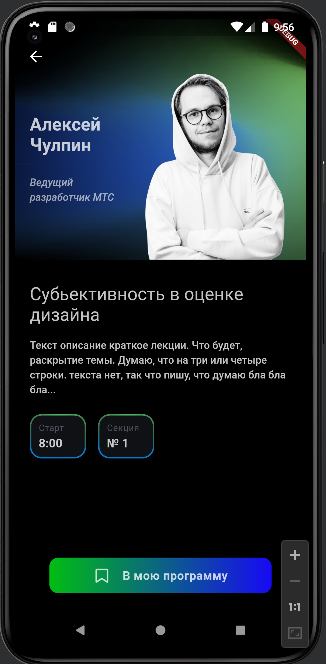 9:56
DEBUG
Алексей
Чулпин
Ведущий
разработчик МТС
Субьективность в оценке
дизайна
Текст описание краткое лекции. Что будет,
раскрытие темы. Думаю, что на три или четыре
строки. текста нет, так что пишу, что думаю бла бла
бла...
Старт
8:00
Секция
№ 1
В мою программу
1:1